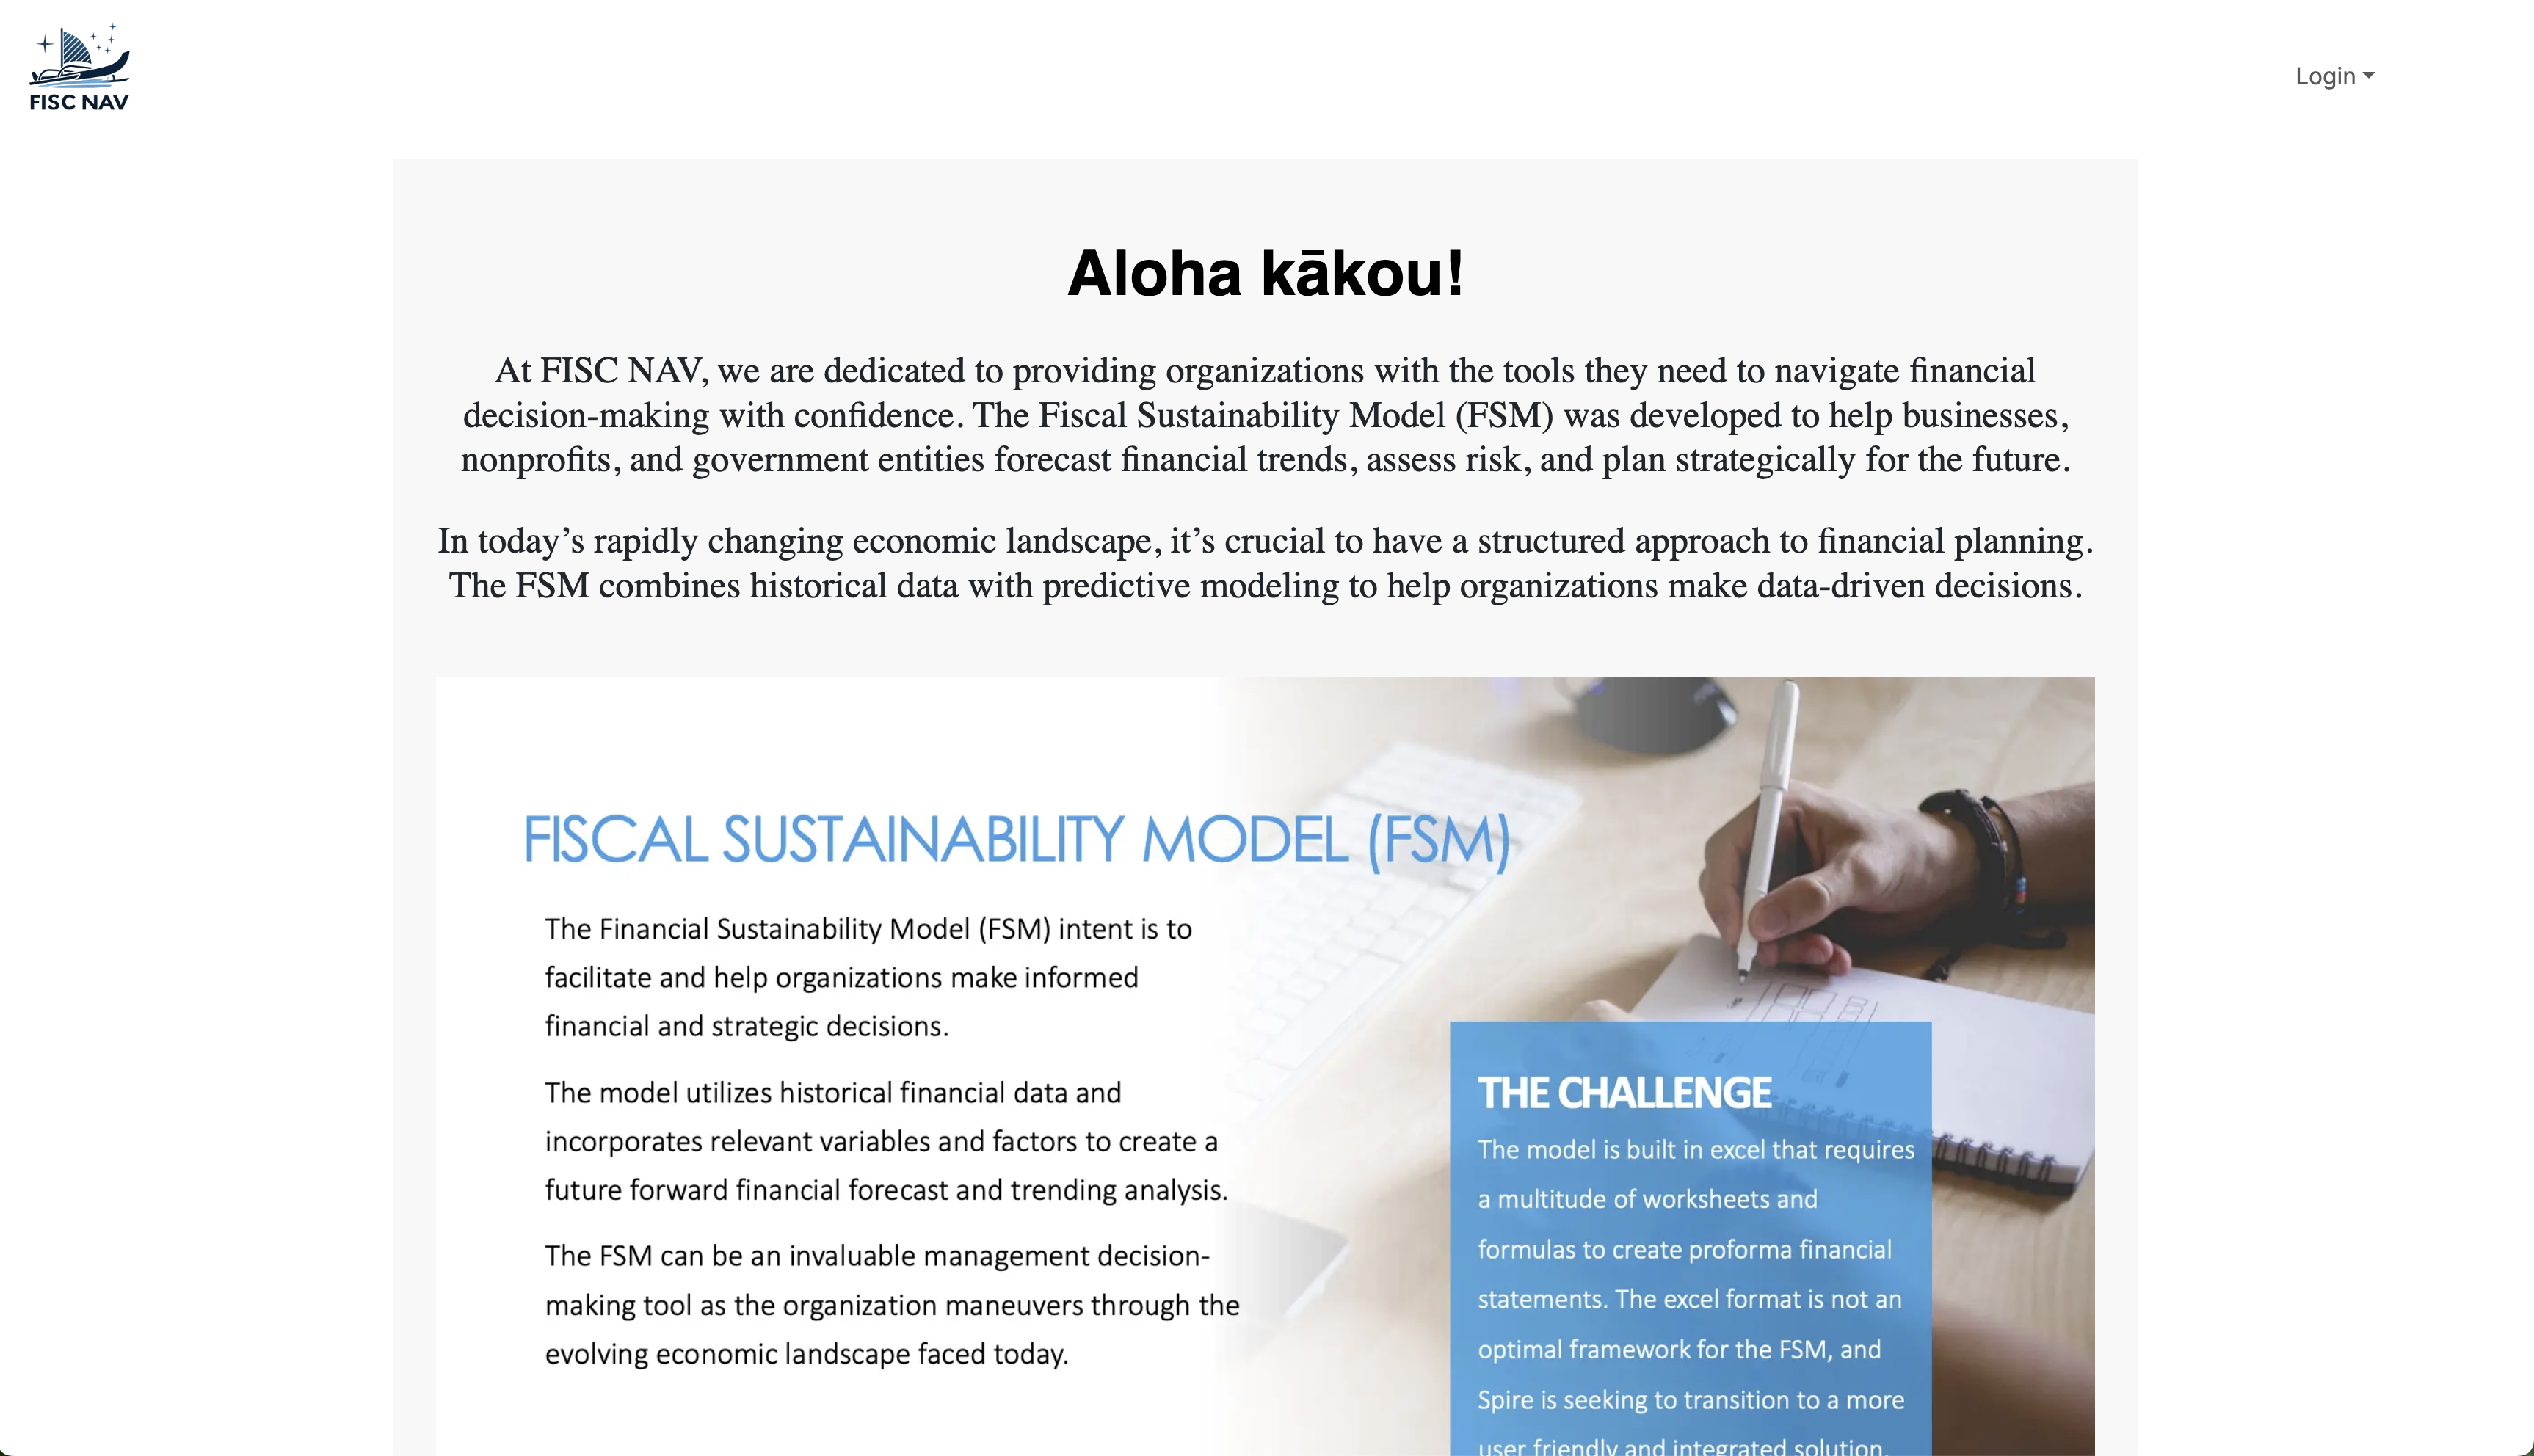 FISC NAV
Login
Aloha kākou!
At FISC NAV, we are dedicated to providing organizations with the tools they need to navigate financial
decision-making with confidence. The Fiscal Sustainability Model (FSM) was developed to help businesses,
nonprofits, and government entities forecast financial trends, assess risk, and plan strategically for the future.
In today’s rapidly changing economic landscape, it’s crucial to have a structured approach to financial planning.
The FSM combines historical data with predictive modeling to help organizations make data-driven decisions.
FISCAL SUSTAINABILITY MODEL (FSM)
The Financial Sustainability Model (FSM) intent is to
facilitate and help organizations make informed
financial and strategic decisions.
The model utilizes historical financial data and
incorporates relevant variables and factors to create a
future forward financial forecast and trending analysis.
The FSM can be an invaluable management decision-
making tool as the organization maneuvers through the
evolving economic landscape faced today.
THE CHALLENGE
The model is built in excel that requires
a multitude of worksheets and
formulas to create proforma financial
statements. The excel format is not an
optimal framework for the FSM, and
Spire is seeking to transition to a more
user friendly and integrated solution.